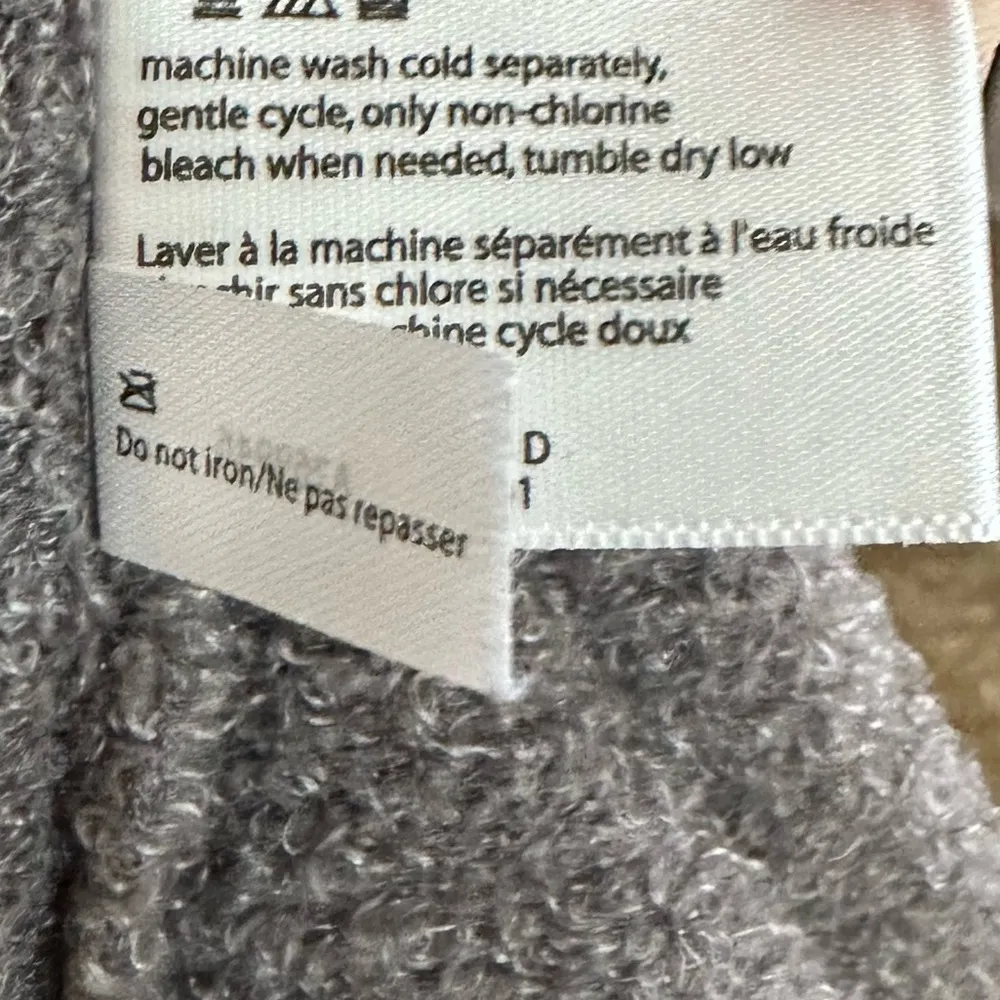 machine wash cold separately,
gentle cycle, only non-chlorine
bleach when needed, tumble dry low
Laver à la machine séparément à l'eau froide
sans chlore si nécessaire
cycle doux
D
1
Do not iron/Ne pas repasser